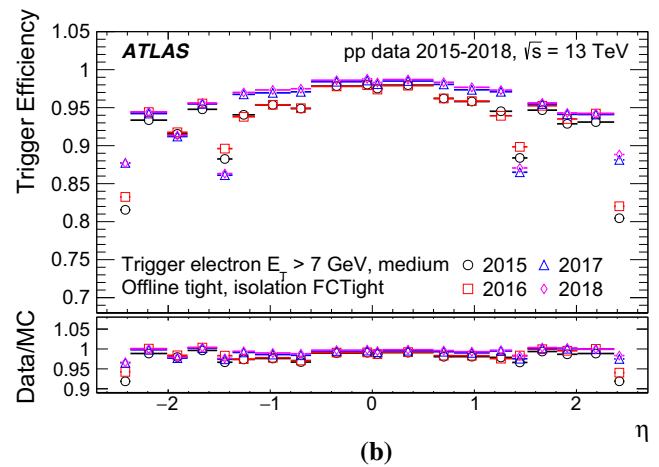 ATLAS pp data 2015-2018, √s = 13 TeV
Trigger Efficiency
1.05
1
0.95
0.9
0.85
0.8
0.75
0.7
Trigger electron E_T > 7 GeV, medium
Offline tight, isolation FCTight
2015 2017
2016 2018
Data/MC
1.05
1
0.95
0.9
−2 −1 0 1 2
η
(b)